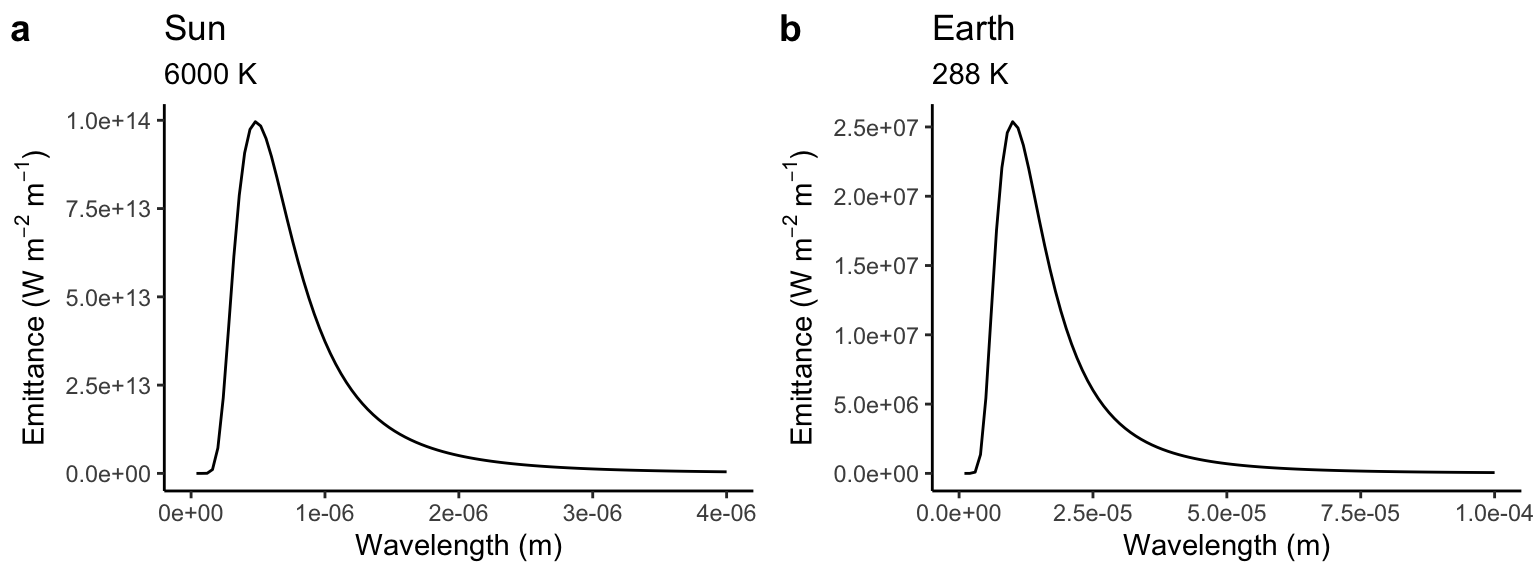 a Sun
6000 K
1.0e+14
7.5e+13
5.0e+13
2.5e+13
0.0e+00
Emittance (W m−2 m−1)
0e+00 1e-06 2e-06 3e-06 4e-06
Wavelength (m)
b Earth
288 K
2.5e+07
2.0e+07
1.5e+07
1.0e+07
5.0e+06
0.0e+00
Emittance (W m−2 m−1)
0.0e+00 2.5e-05 5.0e-05 7.5e-05 1.0e-04
Wavelength (m)